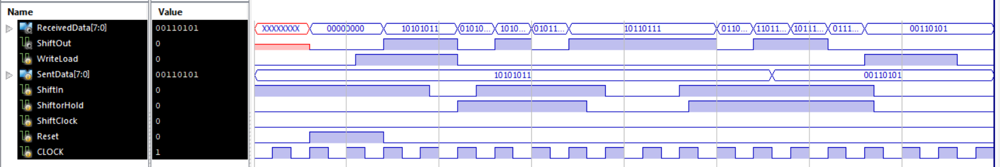 Name Value
ReceivedData[7:0] 00110101 XXXXXXXX 00000000 10101011 01010... 1010... 01011... 10110111 0110... 11011... 10111... 0111... 00110101
ShiftOut 0
WriteLoad 0
SentData[7:0] 00110101 10101011 00110101
ShiftIn 0
ShiftorHold 0
ShiftClock 0
Reset 0
CLOCK 1